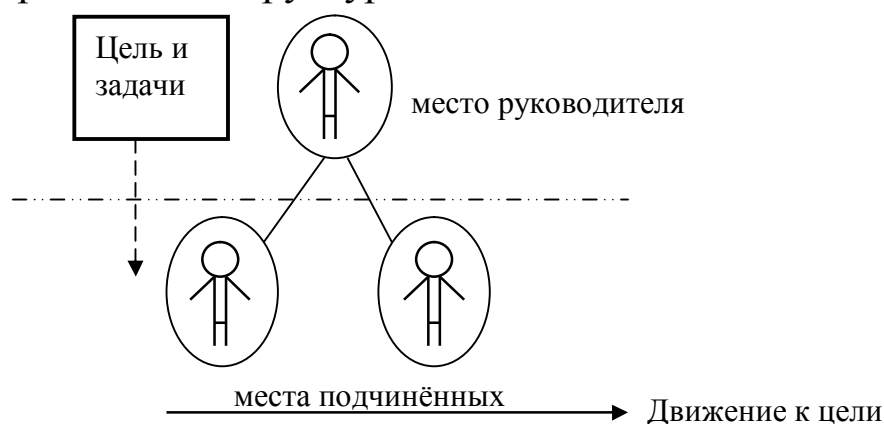 Цель и
задачи
место руководителя
места подчинённых
Движение к цели